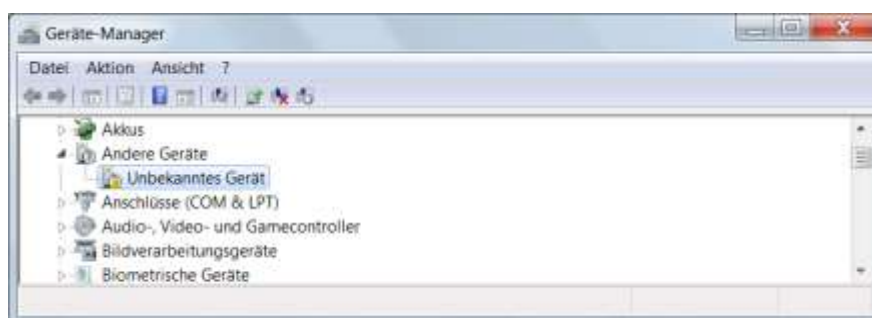 Geräte-Manager
Datei Aktion Ansicht ?
Akkus
Andere Geräte
Unbekanntes Gerät
Anschlüsse (COM & LPT)
Audio-, Video- und Gamecontroller
Bildverarbeitungsgeräte
Biometrische Geräte